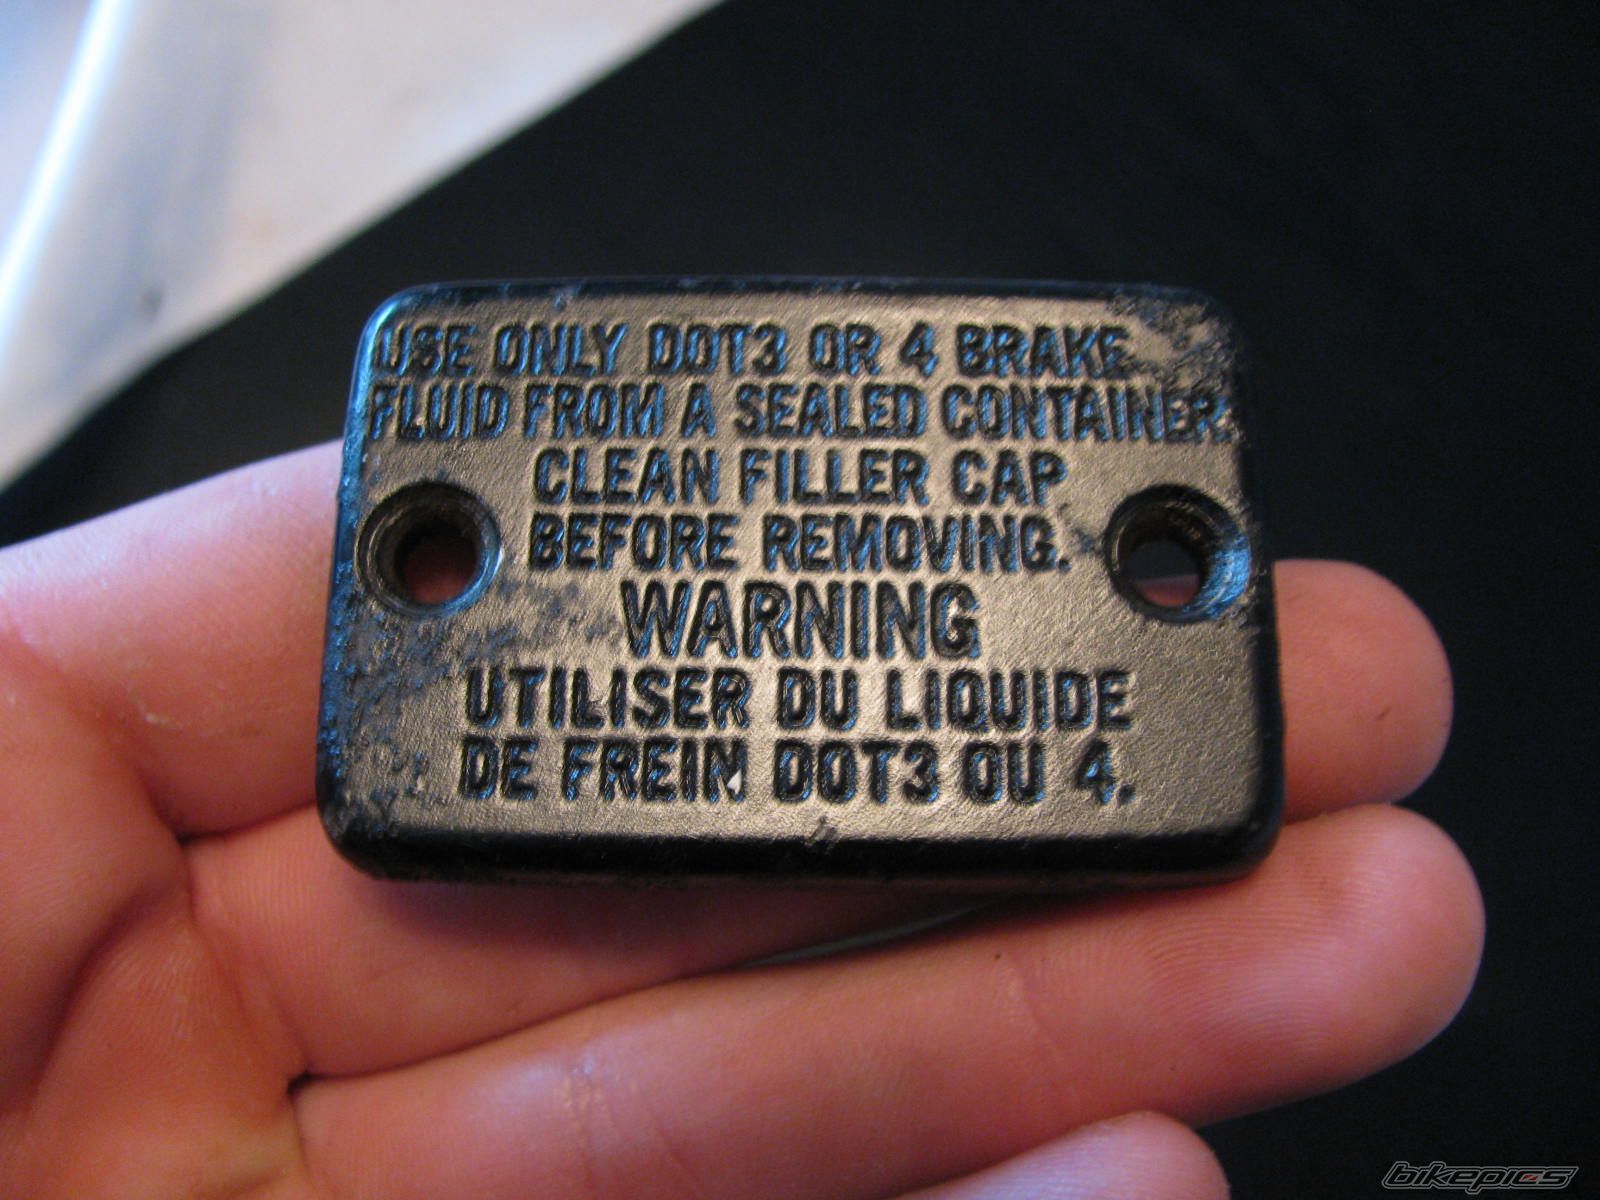 USE ONLY DOT3 OR 4 BRAKE
FLUID FROM A SEALED CONTAINER.
CLEAN FILLER CAP
BEFORE REMOVING.
WARNING
UTILISER DU LIQUIDE
DE FREIN DOT3 OU 4.
bikepics